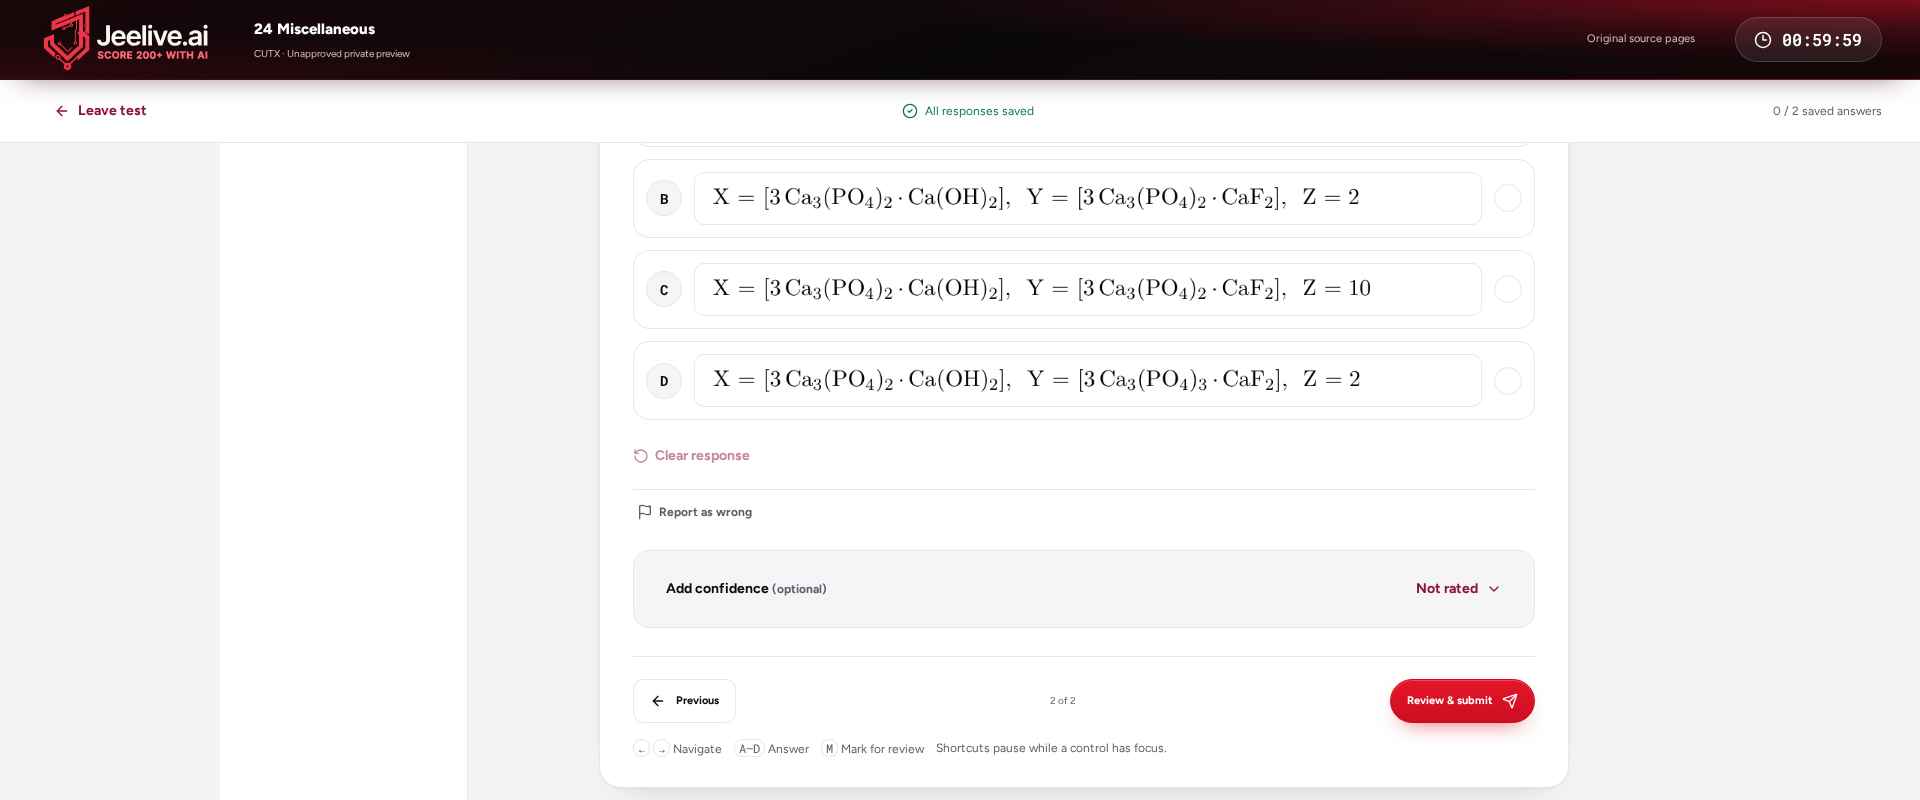 Jeelive.ai
SCORE 200+ WITH AI
24 Miscellaneous
CUTX · Unapproved private preview
Original source pages
00:59:59
Leave test
All responses saved
0 / 2 saved answers
B X = [3 Ca₃(PO₄)₂ · Ca(OH)₂], Y = [3 Ca₃(PO₄)₂ · CaF₂], Z = 2
C X = [3 Ca₃(PO₄)₂ · Ca(OH)₂], Y = [3 Ca₃(PO₄)₂ · CaF₂], Z = 10
D X = [3 Ca₃(PO₄)₂ · Ca(OH)₂], Y = [3 Ca₃(PO₄)₃ · CaF₂], Z = 2
Clear response
Report as wrong
Add confidence (optional) Not rated
Previous
2 of 2
Review & submit
← → Navigate A–D Answer M Mark for review Shortcuts pause while a control has focus.